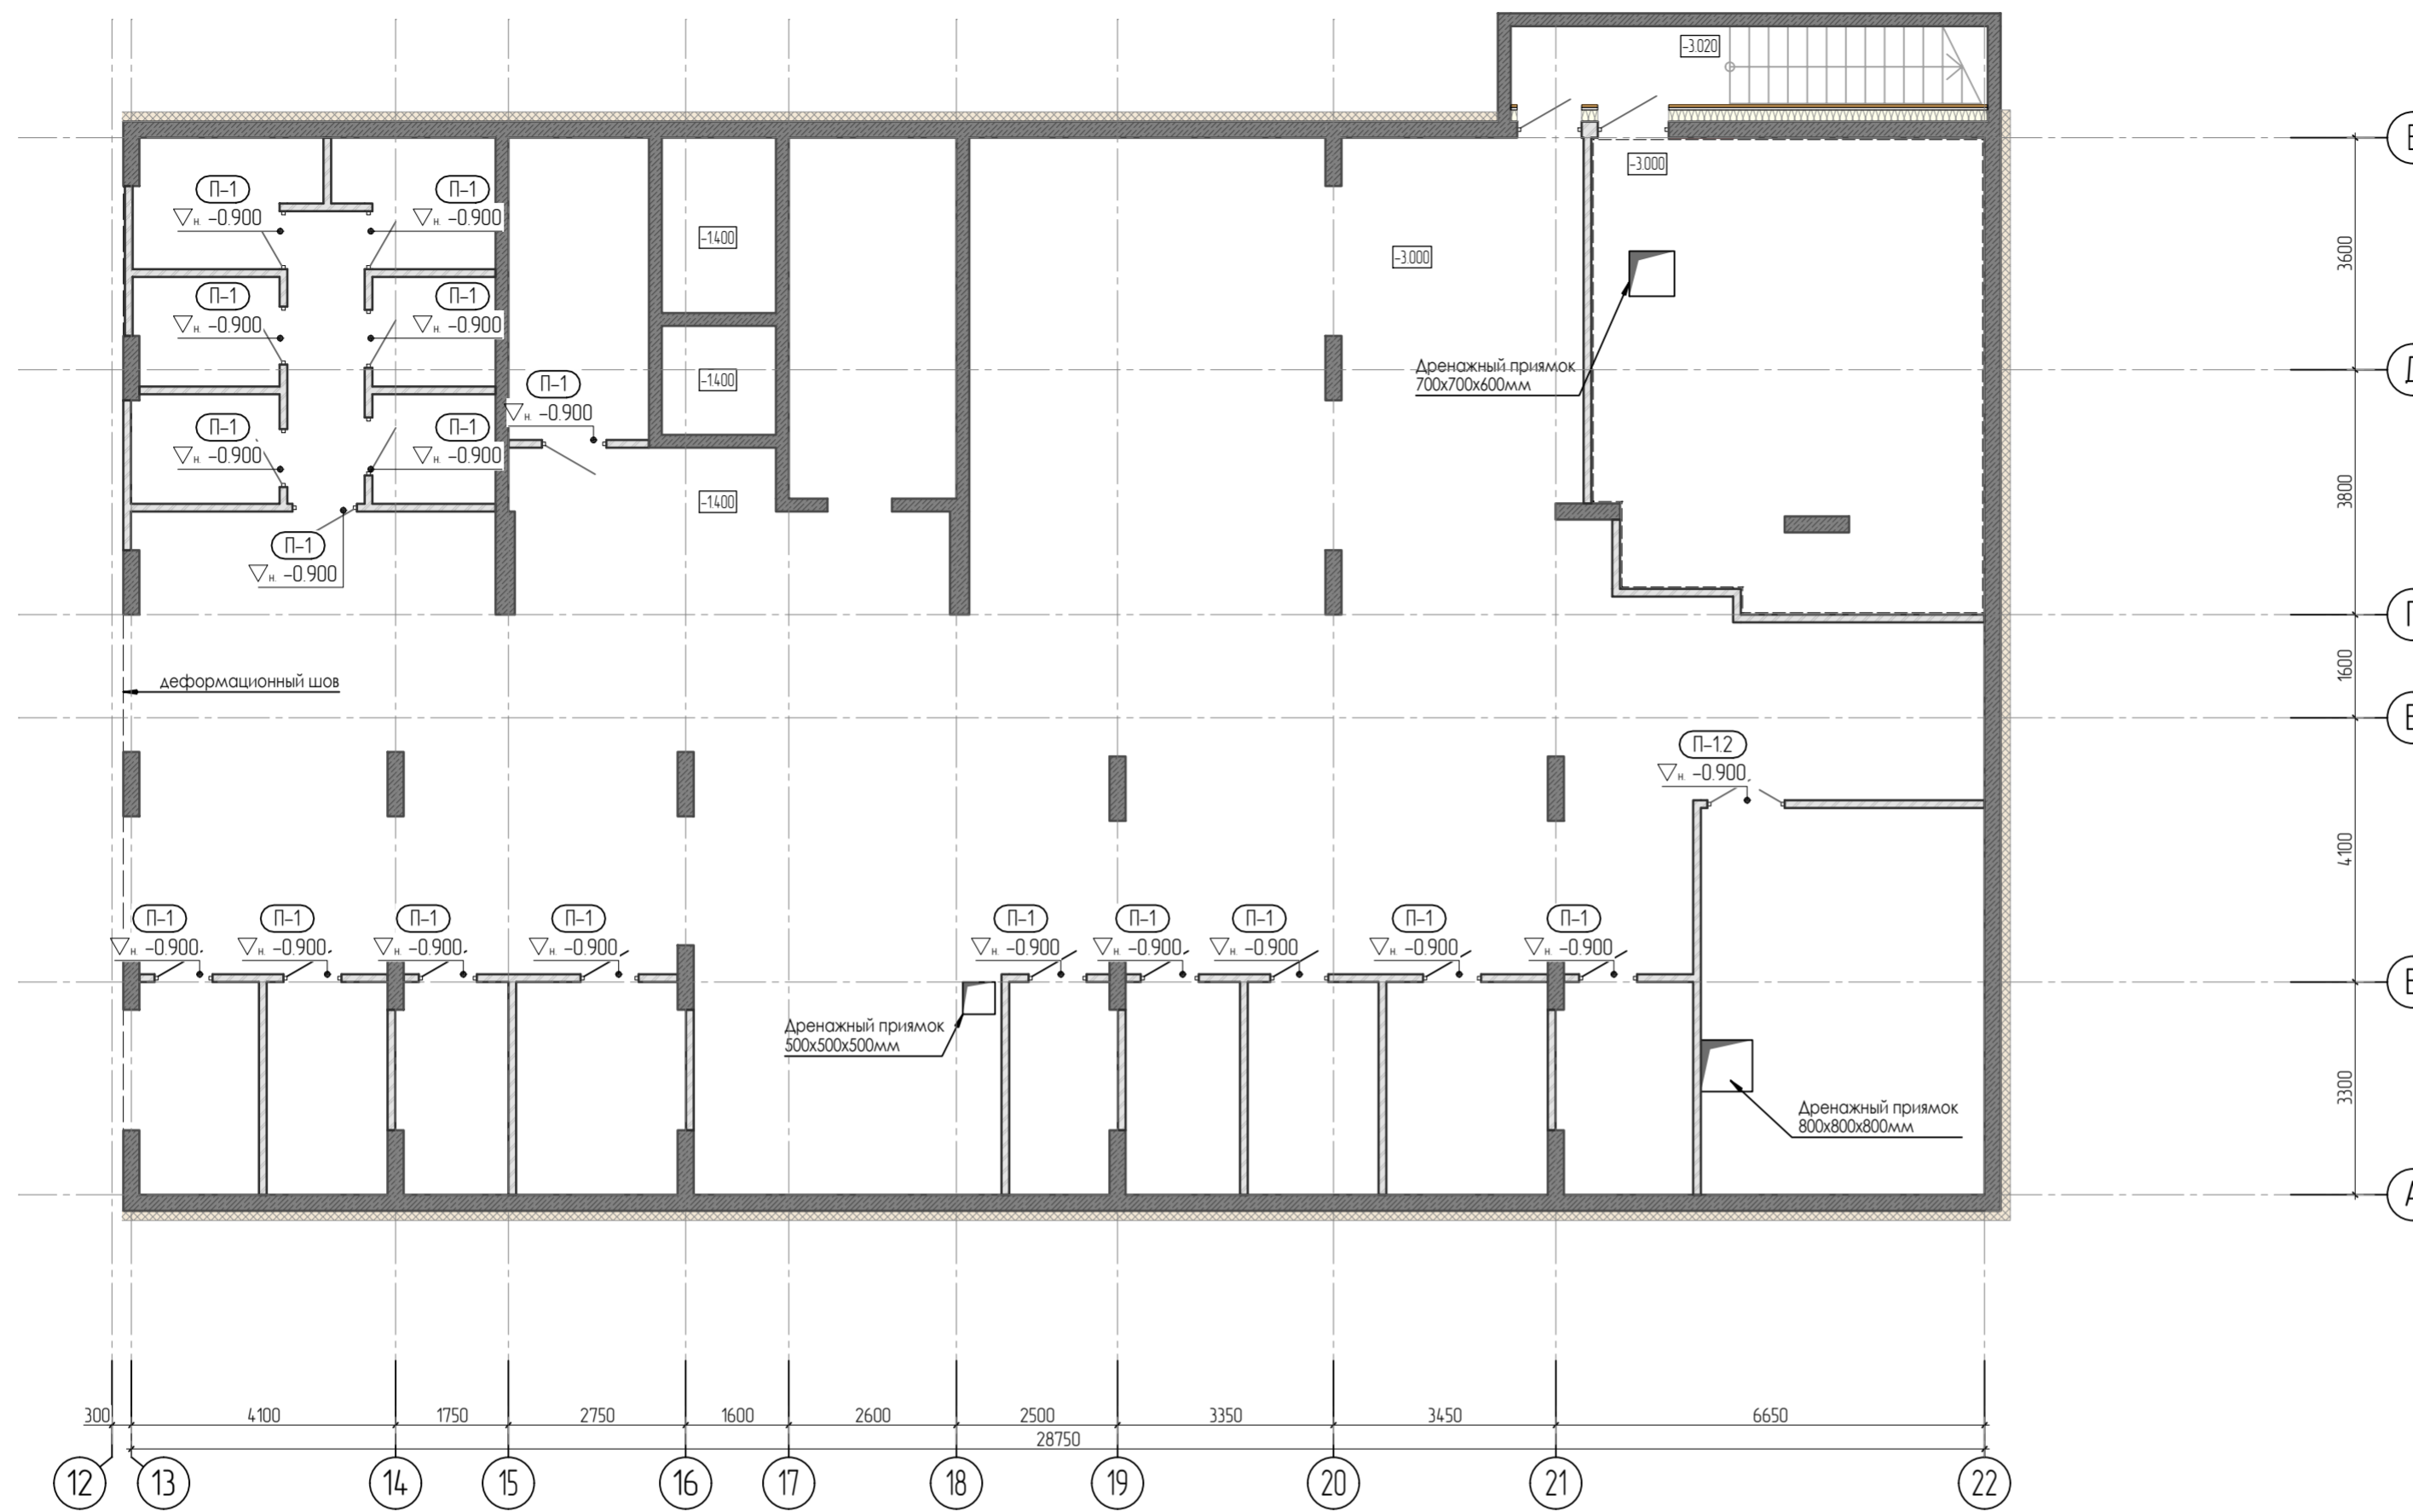 -3.020
Е
-3.000
П-1
▽н. -0.900
П-1
▽н. -0.900
-1.400
-3.000
3600
П-1
▽н. -0.900
П-1
▽н. -0.900
Дренажный приямок
700х700х600мм
Д
-1.400
П-1
▽н. -0.900
П-1
▽н. -0.900
П-1
▽н. -0.900
-1.400
3800
П-1
▽н. -0.900
Г
1600
деформационный шов
П-1.2
▽н. -0.900
4100
П-1
▽н. -0.900
П-1
▽н. -0.900
П-1
▽н. -0.900
П-1
▽н. -0.900
П-1
▽н. -0.900
П-1
▽н. -0.900
П-1
▽н. -0.900
П-1
▽н. -0.900
П-1
▽н. -0.900
Дренажный приямок
500х500х500мм
3300
Дренажный приямок
800х800х800мм
А
300 4100 1750 2750 1600 2600 2500 3350 3450 6650
28750
12 13 14 15 16 17 18 19 20 21 22